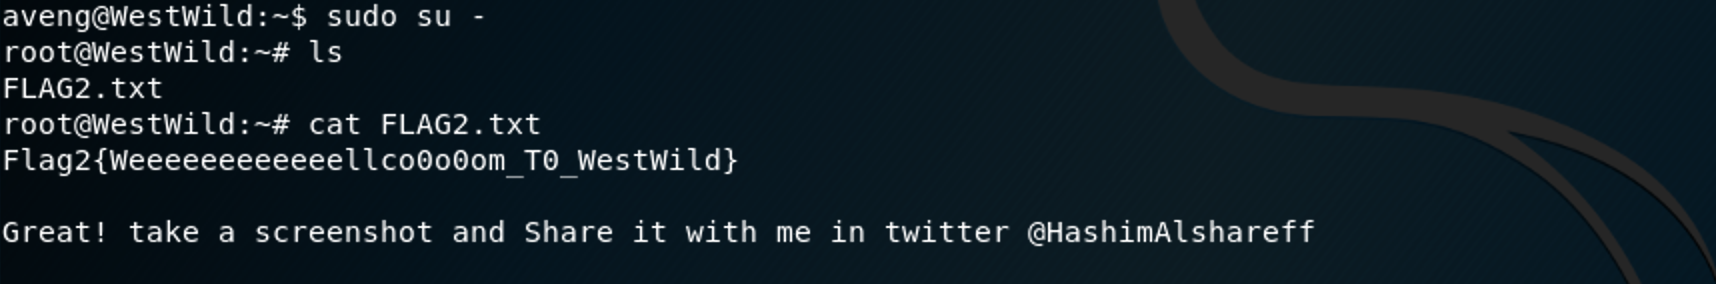 aveng@WestWild:~$ sudo su -
root@WestWild:~# ls
FLAG2.txt
root@WestWild:~# cat FLAG2.txt
Flag2{Weeeeeeeeeeeellco0o0om_T0_WestWild}
Great! take a screenshot and Share it with me in twitter @HashimAlshareff